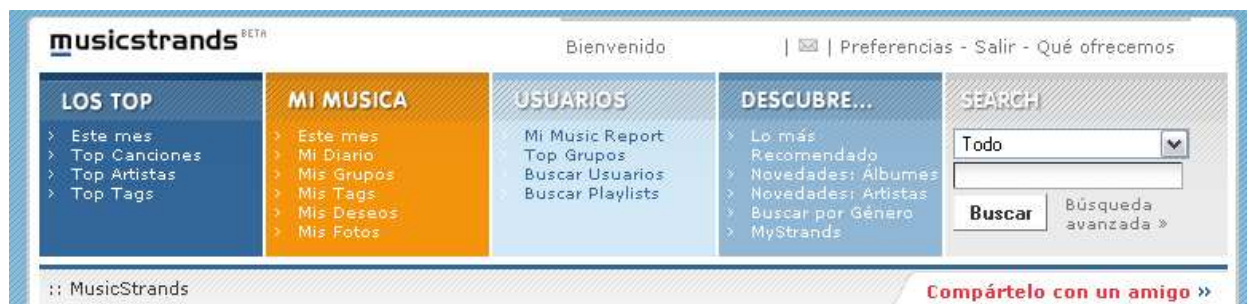 musicstrands BETA
Bienvenido | | Preferencias - Salir - Qué ofrecemos
LOS TOP
> Este mes
> Top Canciones
> Top Artistas
> Top Tags
MI MUSICA
> Este mes
> Mi Diario
> Mis Grupos
> Mis Tags
> Mis Deseos
> Mis Fotos
USUARIOS
> Mi Music Report
> Top Grupos
> Buscar Usuarios
> Buscar Playlists
DESCUBRE...
> Lo más
Recomendado
> Novedades: Álbumes
> Novedades: Artistas
> Buscar por Género
> MyStrands
SEARCH
Todo
Buscar
Búsqueda
avanzada »
:: MusicStrands
Compártelo con un amigo »